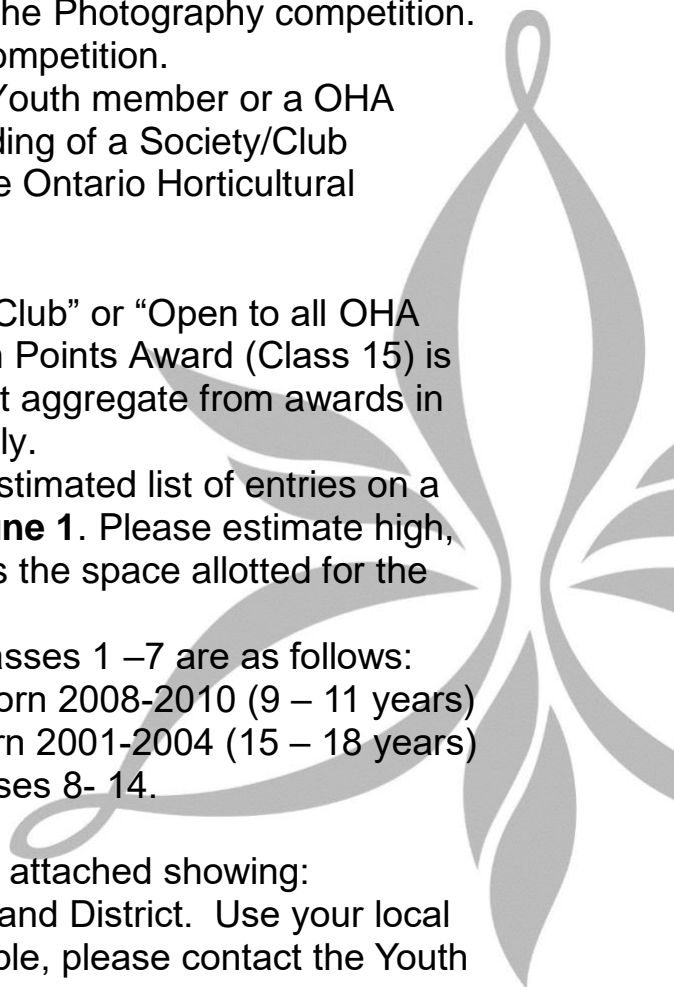 he Photography competition.
ompetition.
Youth member or a OHA
ding of a Society/Club
e Ontario Horticultural
Club” or “Open to all OHA
n Points Award (Class 15) is
t aggregate from awards in
ly.
stimated list of entries on a
une 1. Please estimate high,
s the space allotted for the
asses 1 –7 are as follows:
orn 2008-2010 (9 – 11 years)
rn 2001-2004 (15 – 18 years)
ses 8- 14.
attached showing:
and District.  Use your local
ble, please contact the Youth